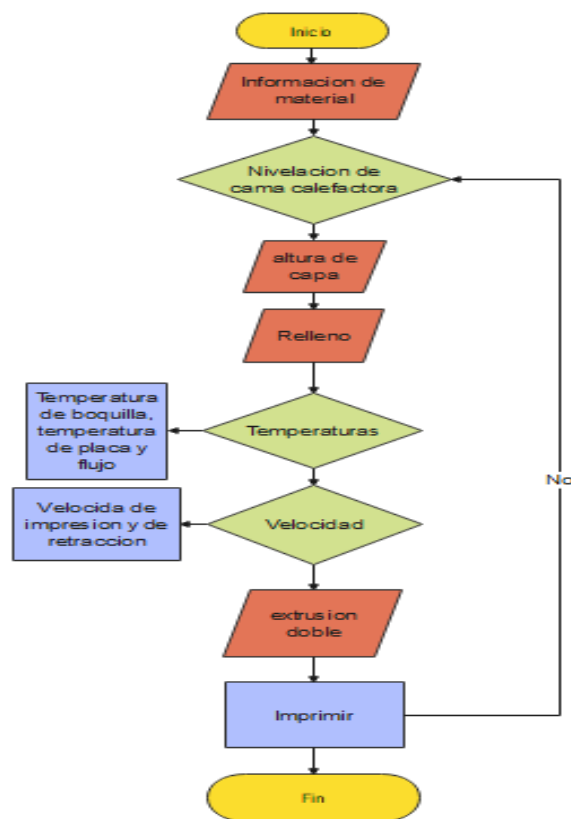 Inicio
Informacion de
material
Nivelacion de
cama calefactora
altura de
capa
Relleno
Temperatura
de boquilla,
temperatura
de placa y
flujo
Temperaturas
No
Velocida de
impresion y de
retraccion
Velocidad
extrusion
doble
Imprimir
Fin